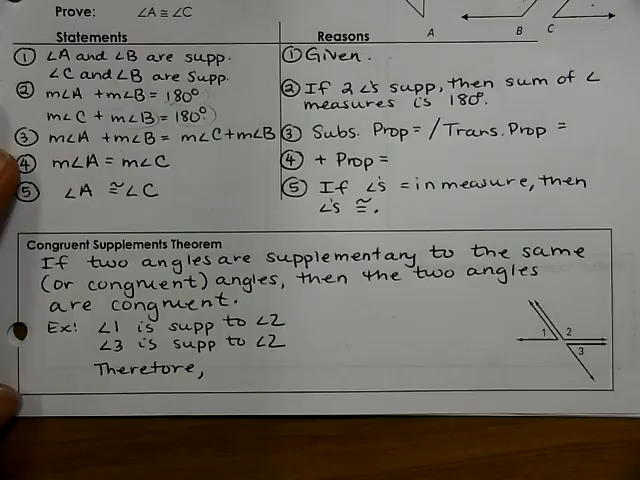 Prove: ∠A ≅ ∠C
A B C
Statements Reasons
① ∠A and ∠B are supp. ① Given.
∠C and ∠B are supp.
② m∠A + m∠B = 180° ② If 2 ∠'s supp, then sum of ∠
m∠C + m∠B = 180° measures is 180°.
③ m∠A + m∠B = m∠C + m∠B ③ Subs. Prop = / Trans. Prop =
④ m∠A = m∠C ④ + Prop =
⑤ ∠A ≅ ∠C ⑤ If ∠'s = in measure, then
∠'s ≅.
Congruent Supplements Theorem
If two angles are supplementary to the same
(or congruent) angles, then the two angles
are congruent.
Ex: ∠1 is supp to ∠2
∠3 is supp to ∠2
Therefore,
1 2
3